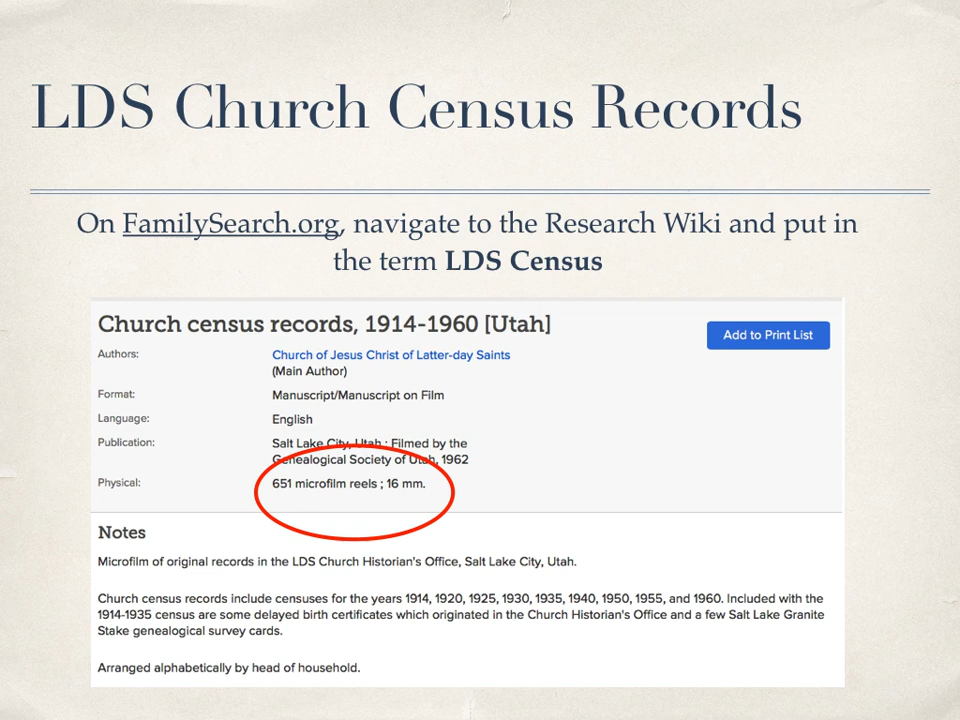 LDS Church Census Records
On FamilySearch.org, navigate to the Research Wiki and put in
the term LDS Census
Church census records, 1914-1960 [Utah]
Add to Print List
Authors: Church of Jesus Christ of Latter-day Saints
(Main Author)
Format: Manuscript/Manuscript on Film
Language: English
Publication: Salt Lake City, Utah : Filmed by the
Genealogical Society of Utah, 1962
Physical: 651 microfilm reels ; 16 mm.
Notes
Microfilm of original records in the LDS Church Historian's Office, Salt Lake City, Utah.
Church census records include censuses for the years 1914, 1920, 1925, 1930, 1935, 1940, 1950, 1955, and 1960. Included with the
1914-1935 census are some delayed birth certificates which originated in the Church Historian's Office and a few Salt Lake Granite
Stake genealogical survey cards.
Arranged alphabetically by head of household.